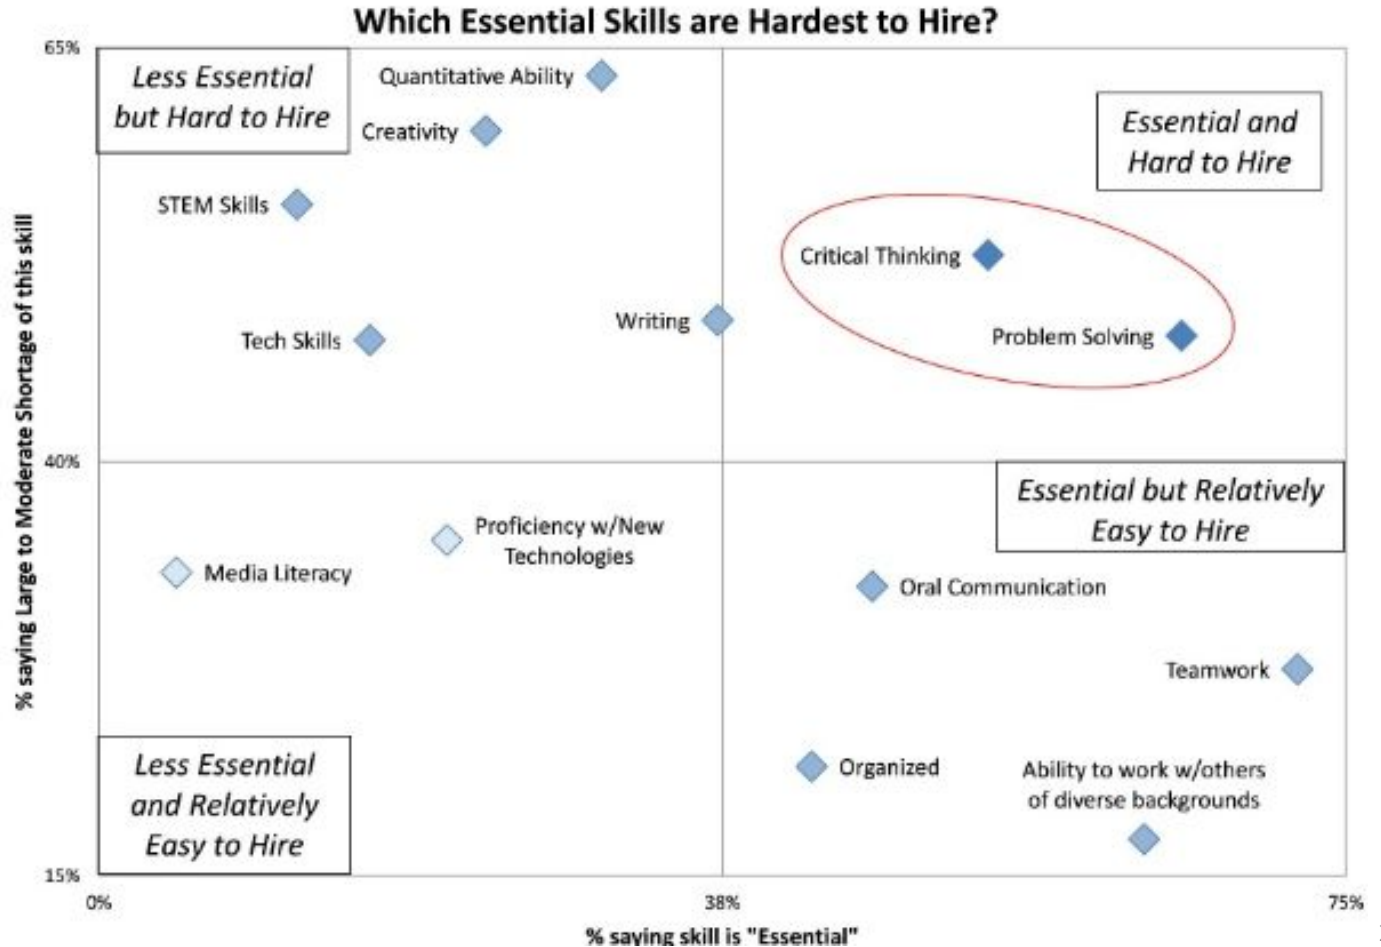 Which Essential Skills are Hardest to Hire?
65%
Less Essential
but Hard to Hire
Quantitative Ability
Creativity
Essential and
Hard to Hire
STEM Skills
Critical Thinking
Writing
Problem Solving
Tech Skills
% saying Large to Moderate Shortage of this skill
40%
Essential but Relatively
Easy to Hire
Proficiency w/New
Technologies
Media Literacy
Oral Communication
Teamwork
Less Essential
and Relatively
Easy to Hire
Organized
Ability to work w/others
of diverse backgrounds
15%
0%
38%
75%
% saying skill is "Essential"